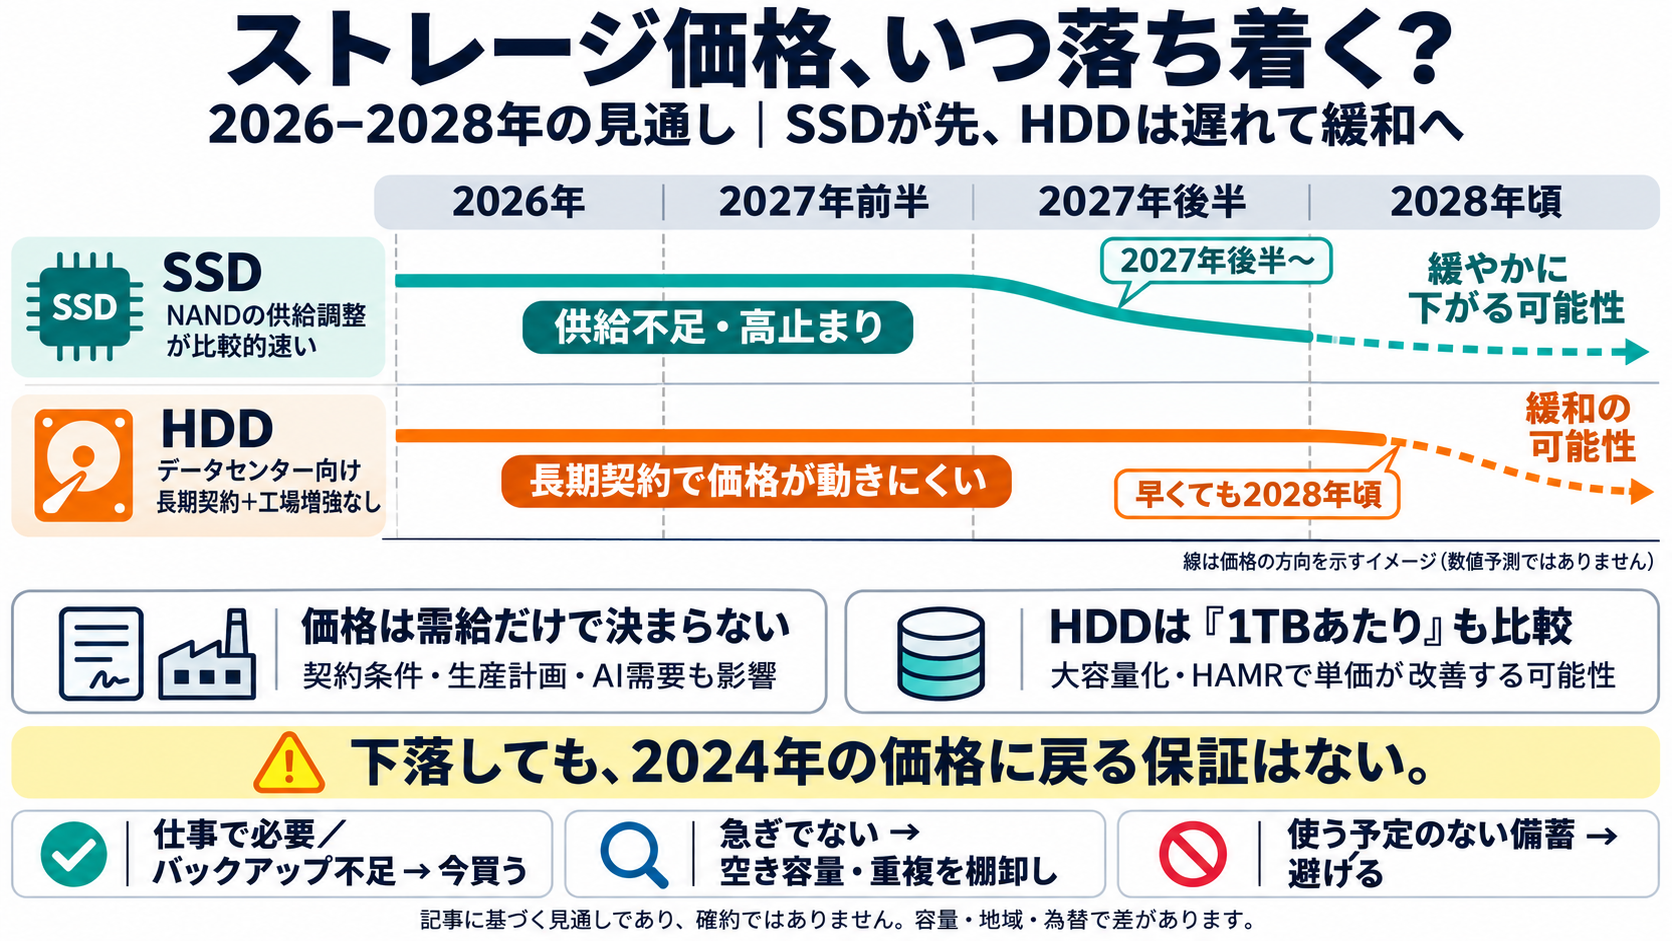 ストレージ価格、いつ落ち着く?
2026–2028年の見通し｜SSDが先、HDDは遅れて緩和へ
2026年
2027年前半
2027年後半
2028年頃
SSD
SSD
NANDの供給調整
が比較的速い
供給不足・高止まり
2027年後半〜
緩やかに
下がる可能性
HDD
データセンター向け
長期契約+工場増強なし
長期契約で価格が動きにくい
早くても2028年頃
緩和の
可能性
線は価格の方向を示すイメージ(数値予測ではありません)
価格は需給だけで決まらない
契約条件・生産計画・AI需要も影響
HDDは『1TBあたり』も比較
大容量化・HAMRで単価が改善する可能性
下落しても、2024年の価格に戻る保証はない。
仕事で必要／
バックアップ不足→今買う
急ぎでない→
空き容量・重複を棚卸し
使う予定のない備蓄→
避ける
記事に基づく見通しであり、確約ではありません。容量・地域・為替で差があります。